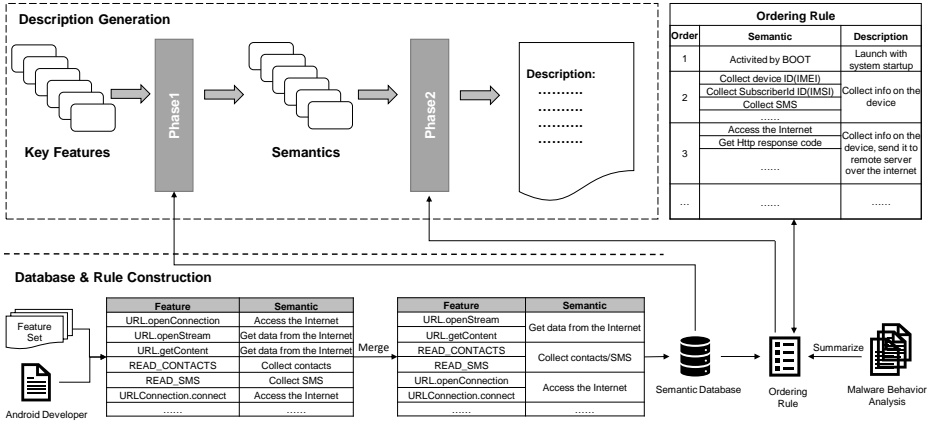 Description Generation
Key Features
Phase1
Semantics
Phase2
Description:
..........
..........
..........
..........
Ordering Rule
Order Semantic Description
1 Activited by BOOT Launch with
system startup
2 Collect device ID(IMEI)
Collect SubscriberId ID(IMSI)
Collect SMS
......
Collect info on the
device
3 Access the Internet
Get Http response code
......
Collect info on the
device, send it to
remote server
over the internet
... ...... ......
Database & Rule Construction
Feature
Set
Android Developer
Feature Semantic
URL.openConnection Access the Internet
URL.openStream Get data from the Internet
URL.getContent Get data from the Internet
READ_CONTACTS Collect contacts
READ_SMS Collect SMS
URLConnection.connect Access the Internet
...... ......
Merge
Feature Semantic
URL.openStream
URL.getContent
Get data from the Internet
READ_CONTACTS
READ_SMS
Collect contacts/SMS
URL.openConnection
URLConnection.connect
Access the Internet
...... ......
Semantic Database
Ordering
Rule
Summarize
Malware Behavior
Analysis